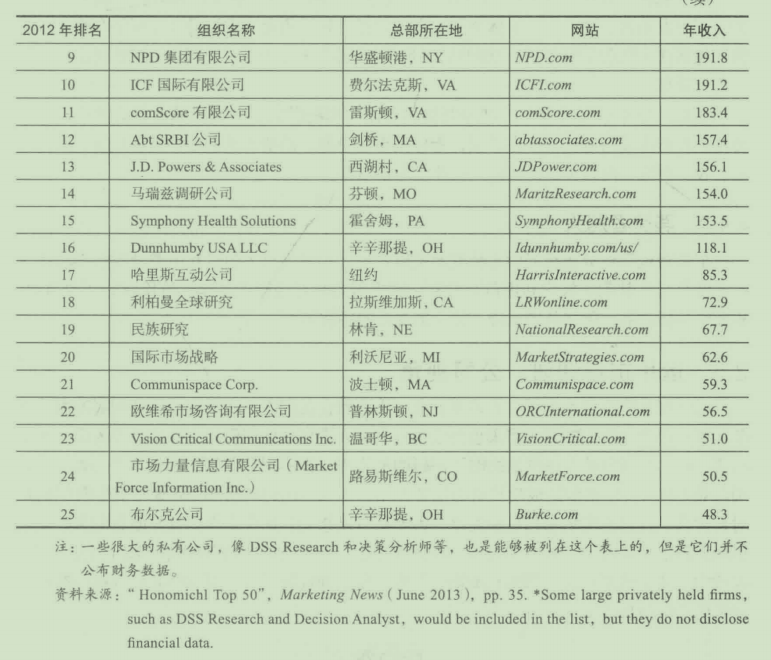 （续）
2012 年排名 组织名称 总部所在地 网站 年收入
9 NPD 集团有限公司 华盛顿港，NY NPD.com 191.8
10 ICF 国际有限公司 费尔法克斯，VA ICFI.com 191.2
11 comScore 有限公司 雷斯顿，VA comScore.com 183.4
12 Abt SRBI 公司 剑桥，MA abtassociates.com 157.4
13 J.D. Powers & Associates 西湖村，CA JDPower.com 156.1
14 马瑞兹调研公司 芬顿，MO MaritzResearch.com 154.0
15 Symphony Health Solutions 霍舍姆，PA SymphonyHealth.com 153.5
16 Dunnhumby USA LLC 辛辛那提，OH Idunnhumby.com/us/ 118.1
17 哈里斯互动公司 纽约 HarrisInteractive.com 85.3
18 利柏曼全球研究 拉斯维加斯，CA LRWonline.com 72.9
19 民族研究 林肯，NE NationalResearch.com 67.7
20 国际市场战略 利沃尼亚，MI MarketStrategies.com 62.6
21 Communispace Corp. 波士顿，MA Communispace.com 59.3
22 欧维希市场咨询有限公司 普林斯顿，NJ ORCInternational.com 56.5
23 Vision Critical Communications Inc. 温哥华，BC VisionCritical.com 51.0
24 市场力量信息有限公司（Market
Force Information Inc.） 路易斯维尔，CO MarketForce.com 50.5
25 布尔克公司 辛辛那提，OH Burke.com 48.3
注：一些很大的私有公司，像 DSS Research 和决策分析师等，也是能够被列在这个表上的，但是它们并不
公布财务数据。
资料来源：“ Honomichl Top 50”，Marketing News（June 2013），pp. 35. *Some large privately held firms,
such as DSS Research and Decision Analyst，would be included in the list，but they do not disclose
financial data.